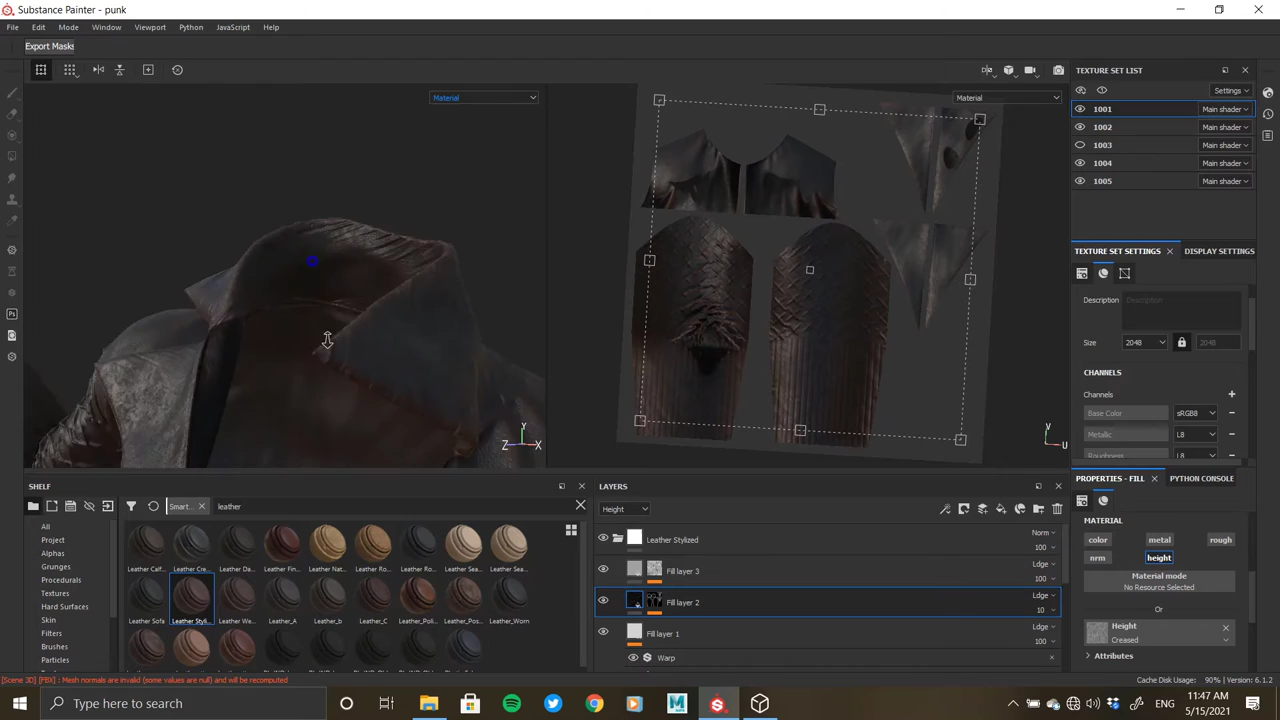 Substance Painter - punk
File Edit Mode Window Viewport Python JavaScript Help
Export Masks
Material
Material
TEXTURE SET LIST
Settings
1001 Main shader
1002 Main shader
1003 Main shader
1004 Main shader
1005 Main shader
TEXTURE SET SETTINGS DISPLAY SETTINGS
Description Description
Size 2048 2048
CHANNELS
Channels
Base Color sRGB8
Metallic L8
Roughness L8
Y
Z X
V
U
SHELF
Smart... leather
All
Project
Alphas
Grunges
Procedurals
Textures
Hard Surfaces
Skin
Filters
Brushes
Particles
Leather Calf... Leather Cre... Leather Da... Leather Fin... Leather Nat... Leather Ro... Leather Sea... Leather Sea... Leather Sea...
Leather Sofa Leather Styli... Leather We... Leather_A Leather_b Leather_C Leather_Poli... Leather_Pos... Leather_Worn
LAYERS
Height
Leather Stylized Norm 100
Fill layer 3 Ldge 100
Fill layer 2 Ldge 10
Fill layer 1 Ldge 100
Warp
PROPERTIES - FILL PYTHON CONSOLE
MATERIAL
color metal rough
nrm height
Material mode
No Resource Selected
Or
Height
Creased
Attributes
[Scene 3D] [FBX] : Mesh normals are invalid (some values are null) and will be recomputed
Cache Disk Usage: 90% | Version: 6.1.2
Ps
Type here to search
ENG
11:47 AM
5/15/2021